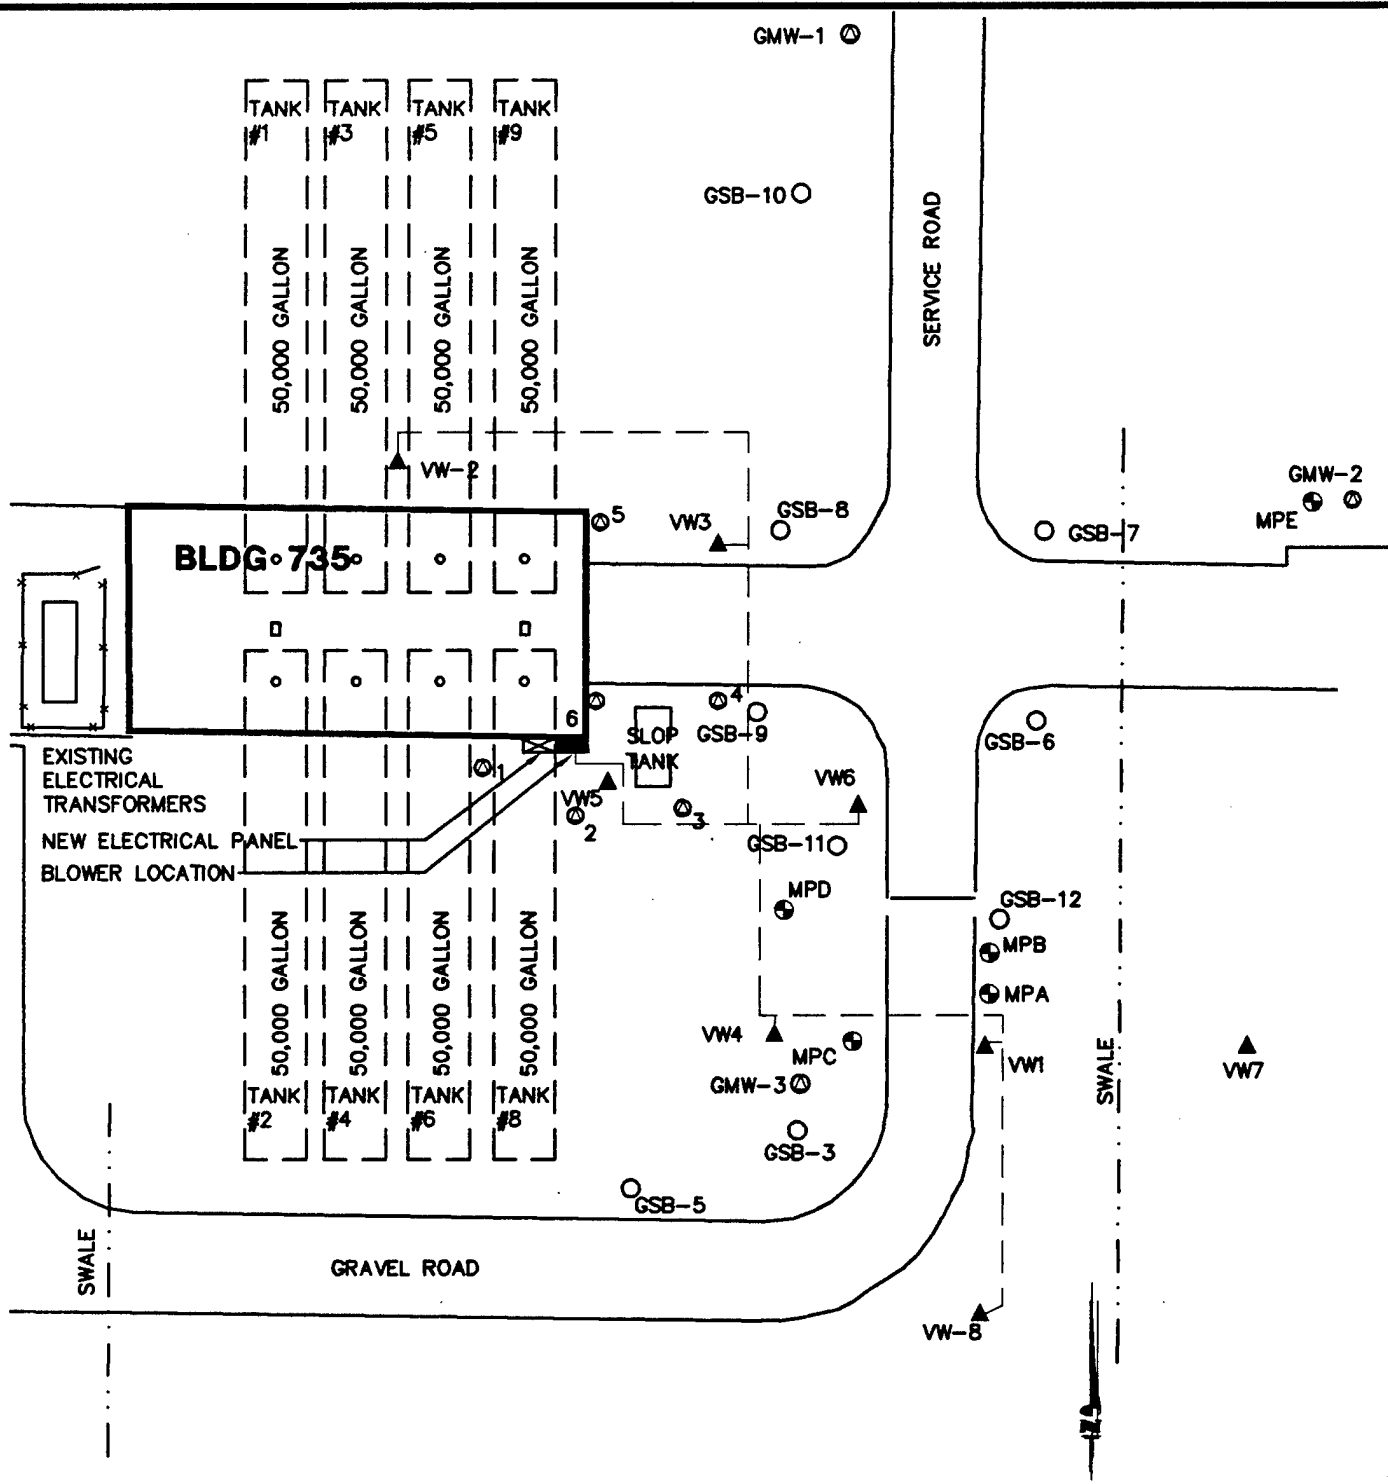 GMW-1
TANK
#1
TANK
#3
TANK
#5
TANK
#9
GSB-10
SERVICE ROAD
50,000 GALLON
50,000 GALLON
50,000 GALLON
50,000 GALLON
VW-2
GMW-2
MPE
5
VW3
GSB-8
GSB-7
BLDG 735
6
4
SLOP
TANK
GSB-9
GSB-6
EXISTING
ELECTRICAL
TRANSFORMERS
1
VW5
2
3
VW6
NEW ELECTRICAL PANEL
BLOWER LOCATION
GSB-11
MPD
GSB-12
MPB
MPA
50,000 GALLON
50,000 GALLON
50,000 GALLON
50,000 GALLON
VW4
MPC
VW1
SWALE
VW7
GMW-3
TANK
#2
TANK
#4
TANK
#6
TANK
#8
GSB-3
GSB-5
SWALE
GRAVEL ROAD
VW-8